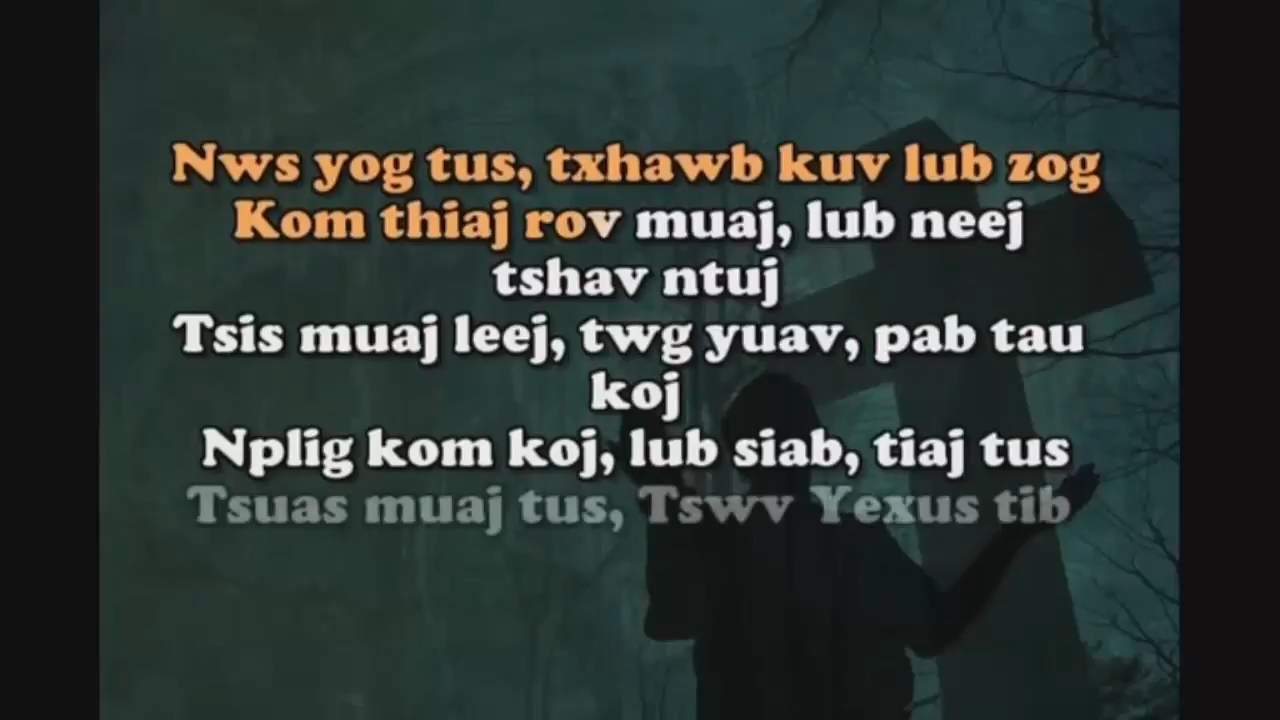 Nws yog tus, txhawb kuv lub zog
Kom thiaj rov muaj, lub neej
tshav ntuj
Tsis muaj leej, twg yuav, pab tau
koj
Nplig kom koj, lub siab, tiaj tus
Tsuas muaj tus, Tswv Yexus tib